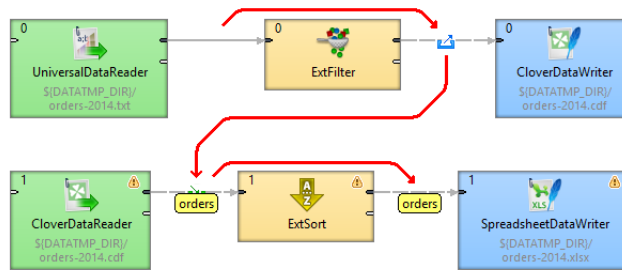 0
0
0
UniversalDataReader
ExtFilter
CloverDataWriter
${DATATMP_DIR}/
orders-2014.txt
${DATATMP_DIR}/
orders-2014.cdf
1
1
1
A
Z
XLS
orders
orders
CloverDataReader
ExtSort
SpreadsheetDataWriter
${DATATMP_DIR}/
orders-2014.cdf
${DATATMP_DIR}/
orders-2014.xlsx